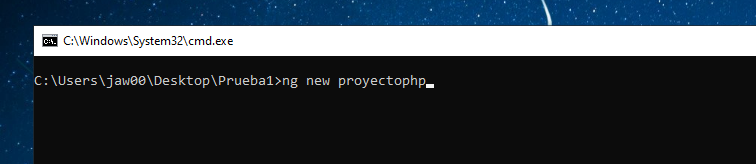 C:\Windows\System32\cmd.exe
C:\Users\jaw00\Desktop\Prueba1>ng new proyectophp